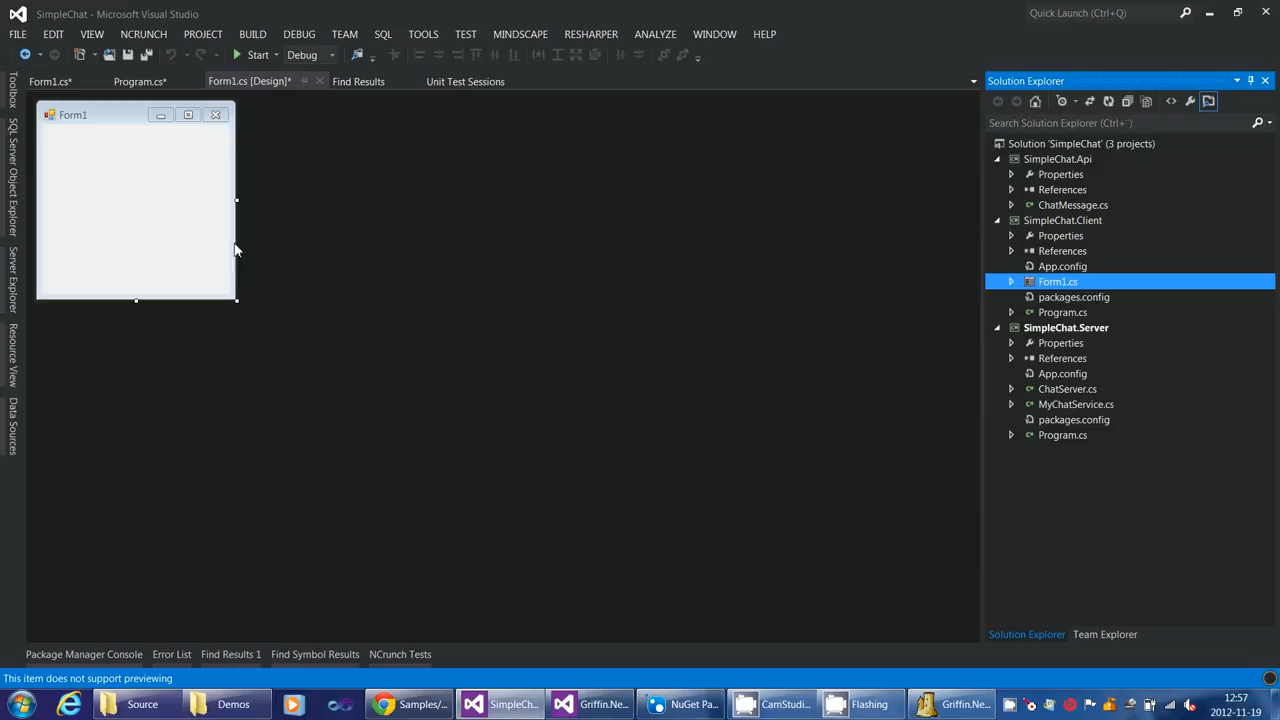 SimpleChat - Microsoft Visual Studio
Quick Launch (Ctrl+Q)
FILE EDIT VIEW NCRUNCH PROJECT BUILD DEBUG TEAM SQL TOOLS TEST MINDSCAPE RESHARPER ANALYZE WINDOW HELP
Start Debug
Form1.cs* Program.cs* Form1.cs [Design]* Find Results Unit Test Sessions
Toolbox
SQL Server Object Explorer
Server Explorer
Resource View
Data Sources
Form1
Solution Explorer
Search Solution Explorer (Ctrl+¨)
Solution 'SimpleChat' (3 projects)
SimpleChat.Api
Properties
References
ChatMessage.cs
SimpleChat.Client
Properties
References
App.config
Form1.cs
packages.config
Program.cs
SimpleChat.Server
Properties
References
App.config
ChatServer.cs
MyChatService.cs
packages.config
Program.cs
Solution Explorer Team Explorer
Package Manager Console Error List Find Results 1 Find Symbol Results NCrunch Tests
This item does not support previewing
Source Demos Samples/... SimpleCh... Griffin.Ne... NuGet Pa... CamStudi... Flashing Griffin.Ne...
12:57
2012-11-19